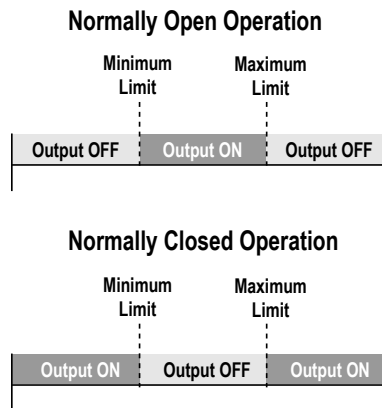 Normally Open Operation
Minimum Limit
Maximum Limit
Output OFF
Output ON
Output OFF
Normally Closed Operation
Minimum Limit
Maximum Limit
Output ON
Output OFF
Output ON